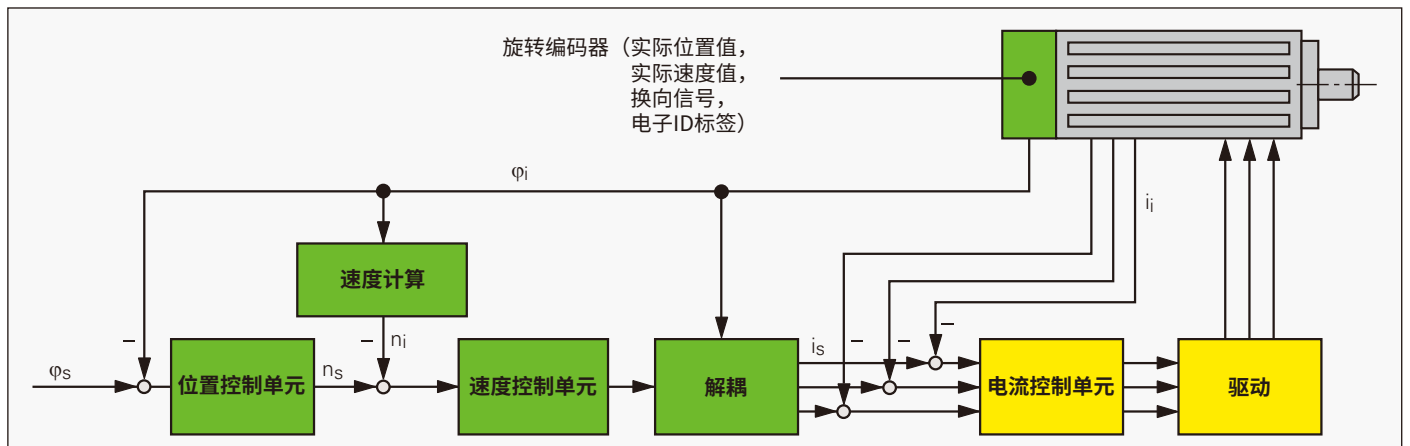 旋转编码器（实际位置值，
实际速度值，
换向信号，
电子ID标签）
φi
ii
速度计算
– – ni – – –
φs
位置控制单元
ns
速度控制单元
解耦
is
电流控制单元
驱动